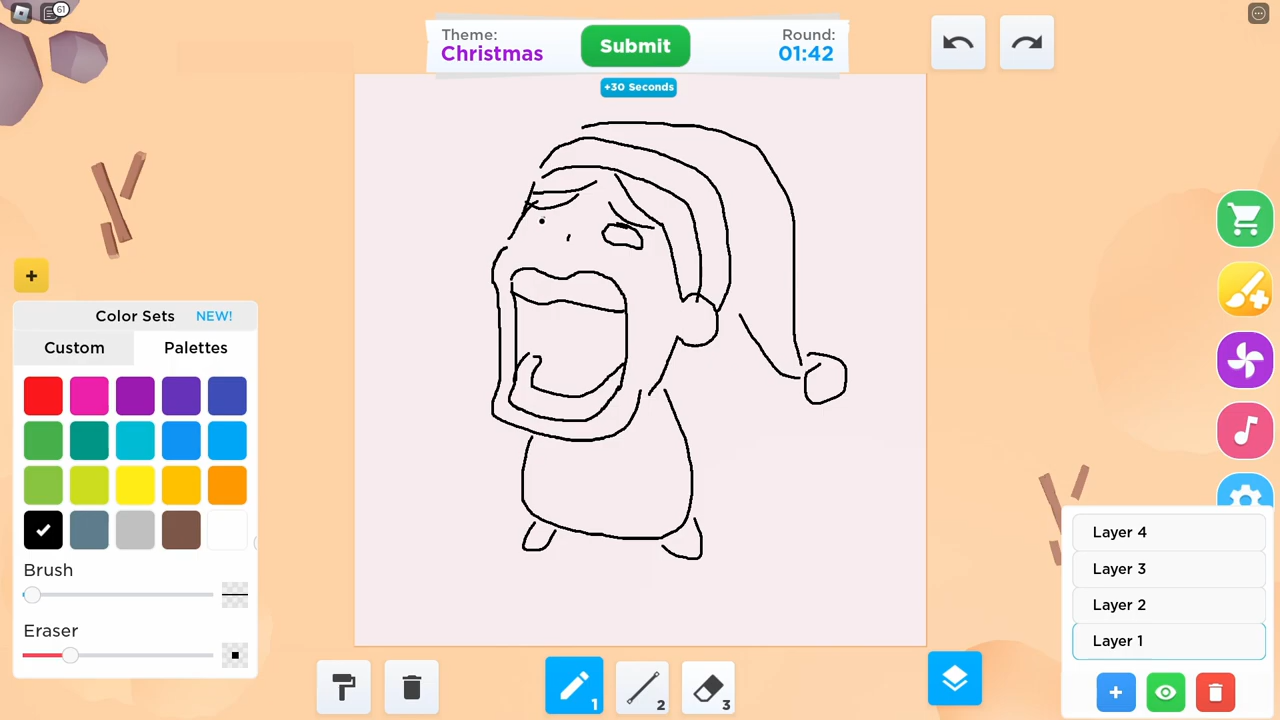 61
Theme:
Christmas
Submit
Round:
01:42
+30 Seconds
+
Color Sets NEW!
Custom Palettes
Brush
Eraser
1
2
3
Layer 4
Layer 3
Layer 2
Layer 1
+